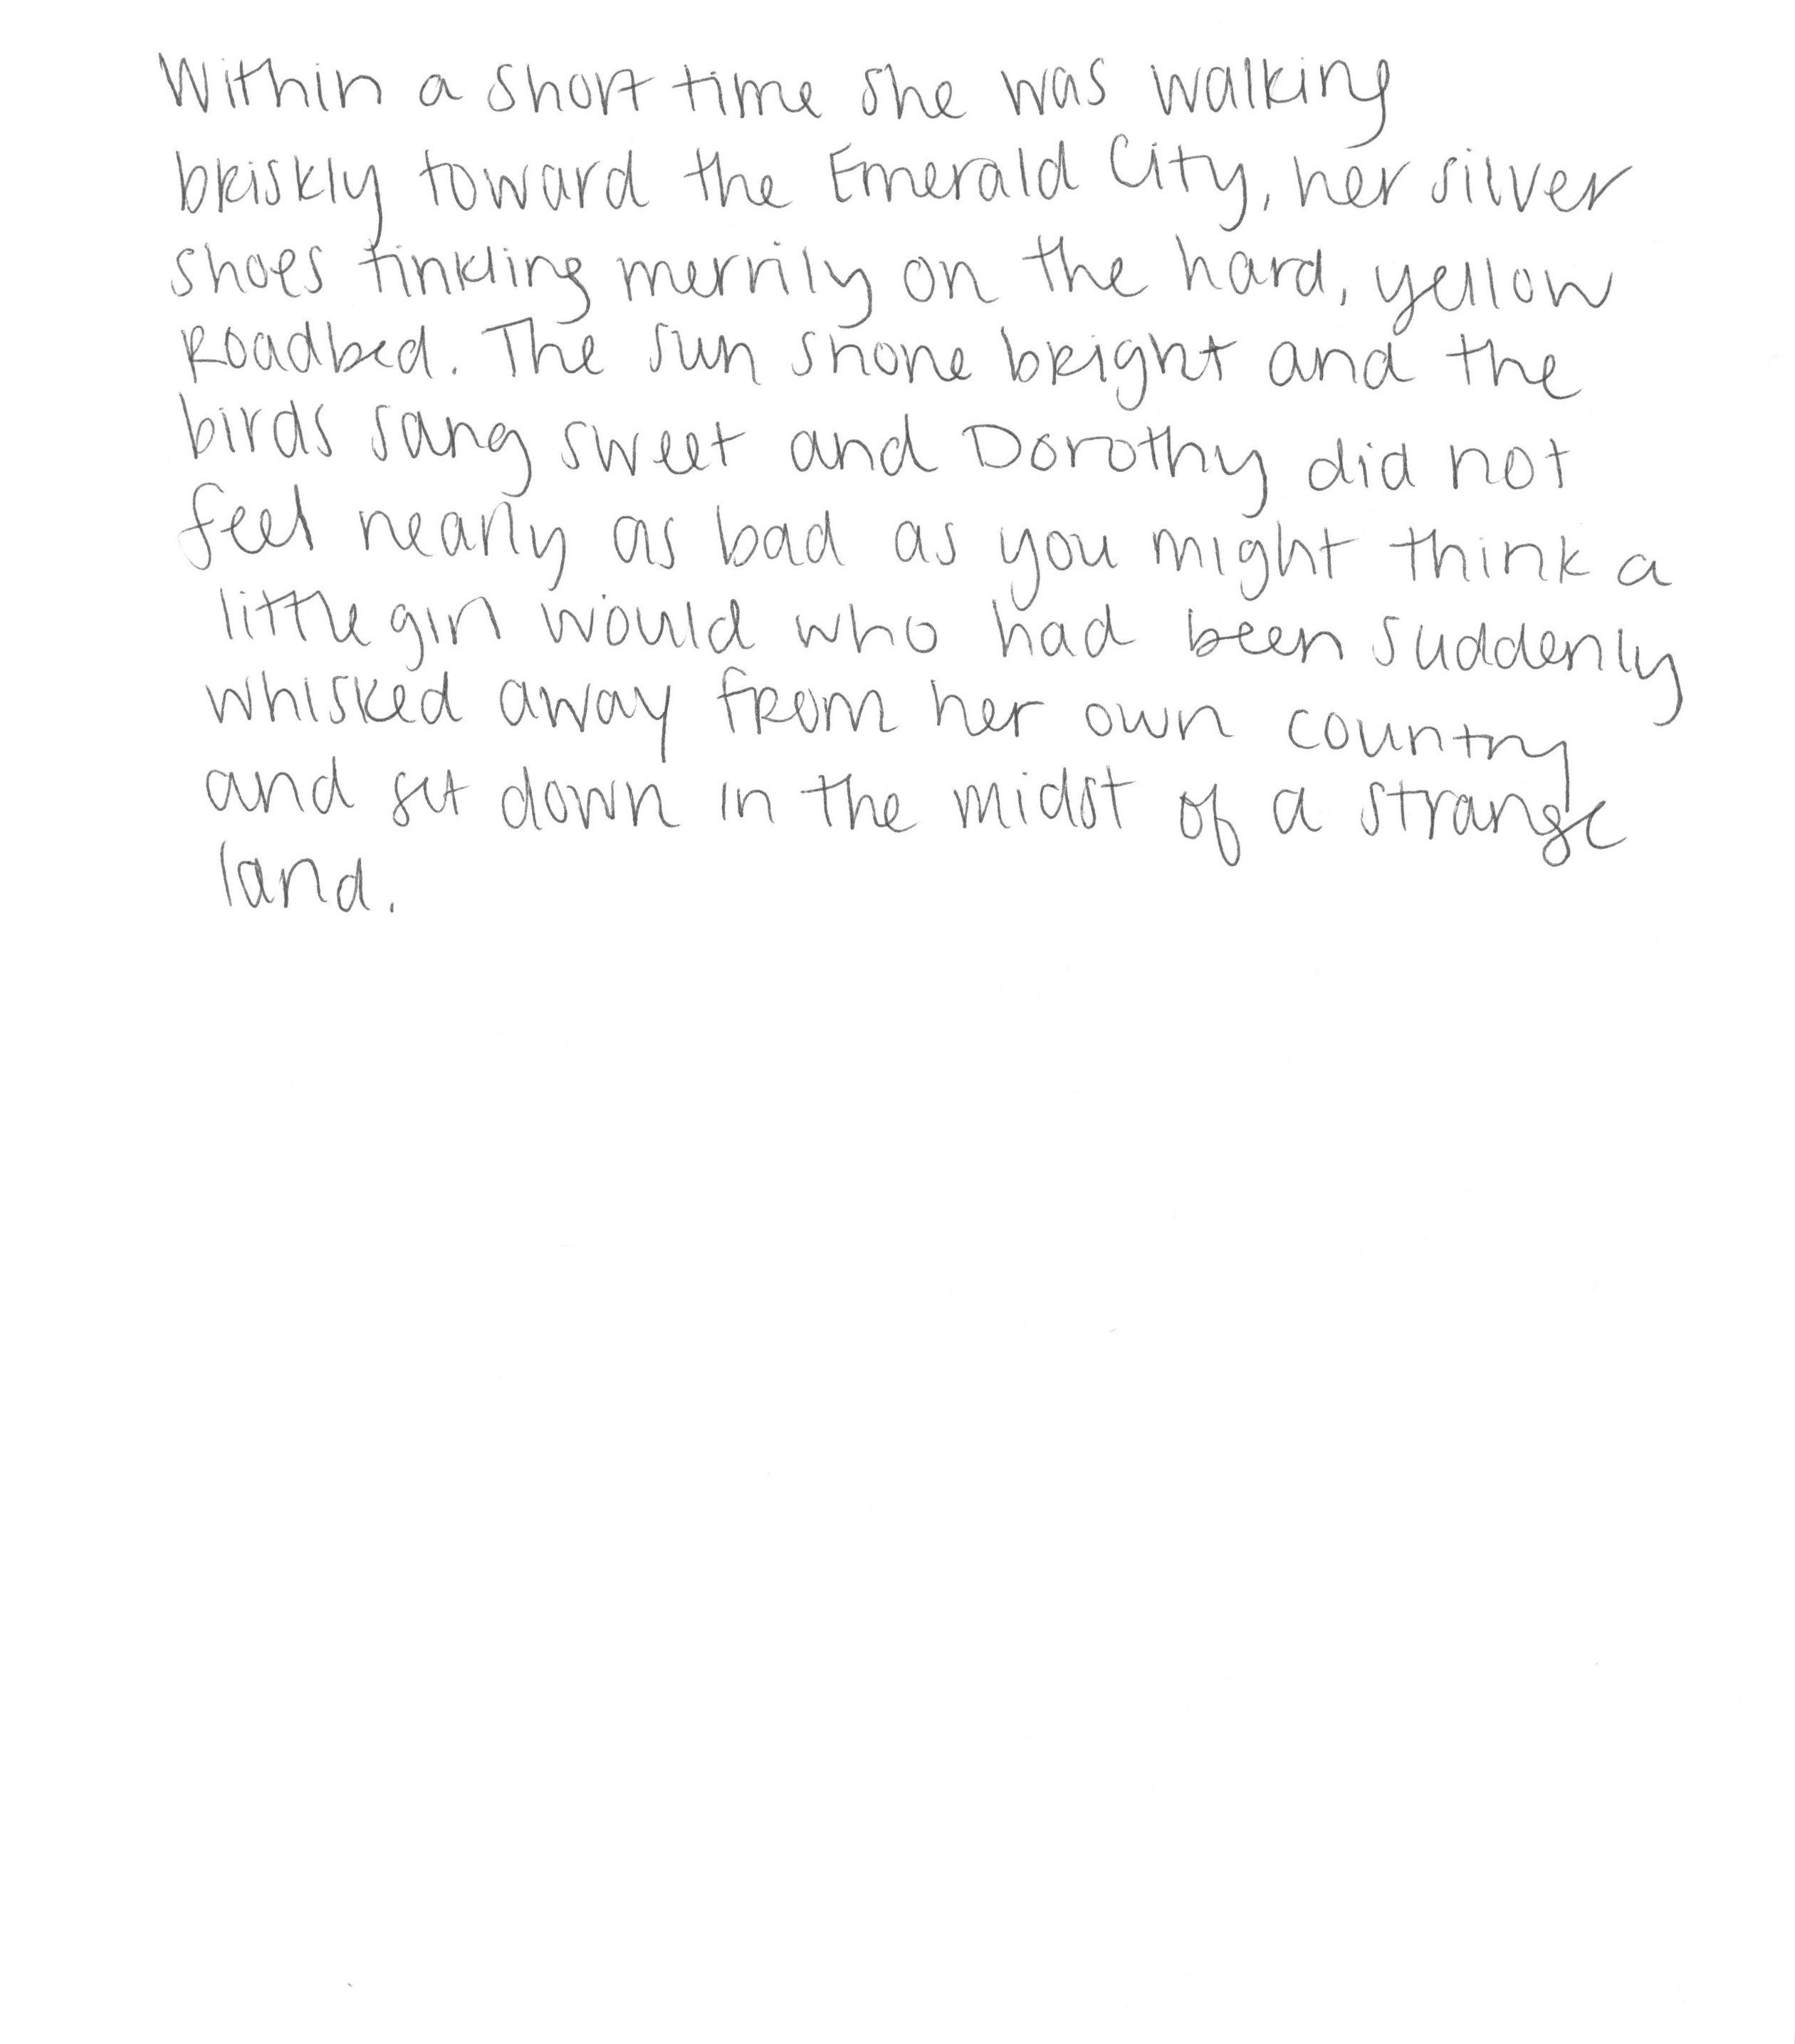 Within a short time she was walking
briskly toward the Emerald City, her silver
shoes tinkling merrily on the hard, yellow
roadbed. The sun shone bright and the
birds sang sweet and Dorothy did not
feel nearly as bad as you might think a
little girl would who had been suddenly
whisked away from her own country
and set down in the midst of a strange
land.